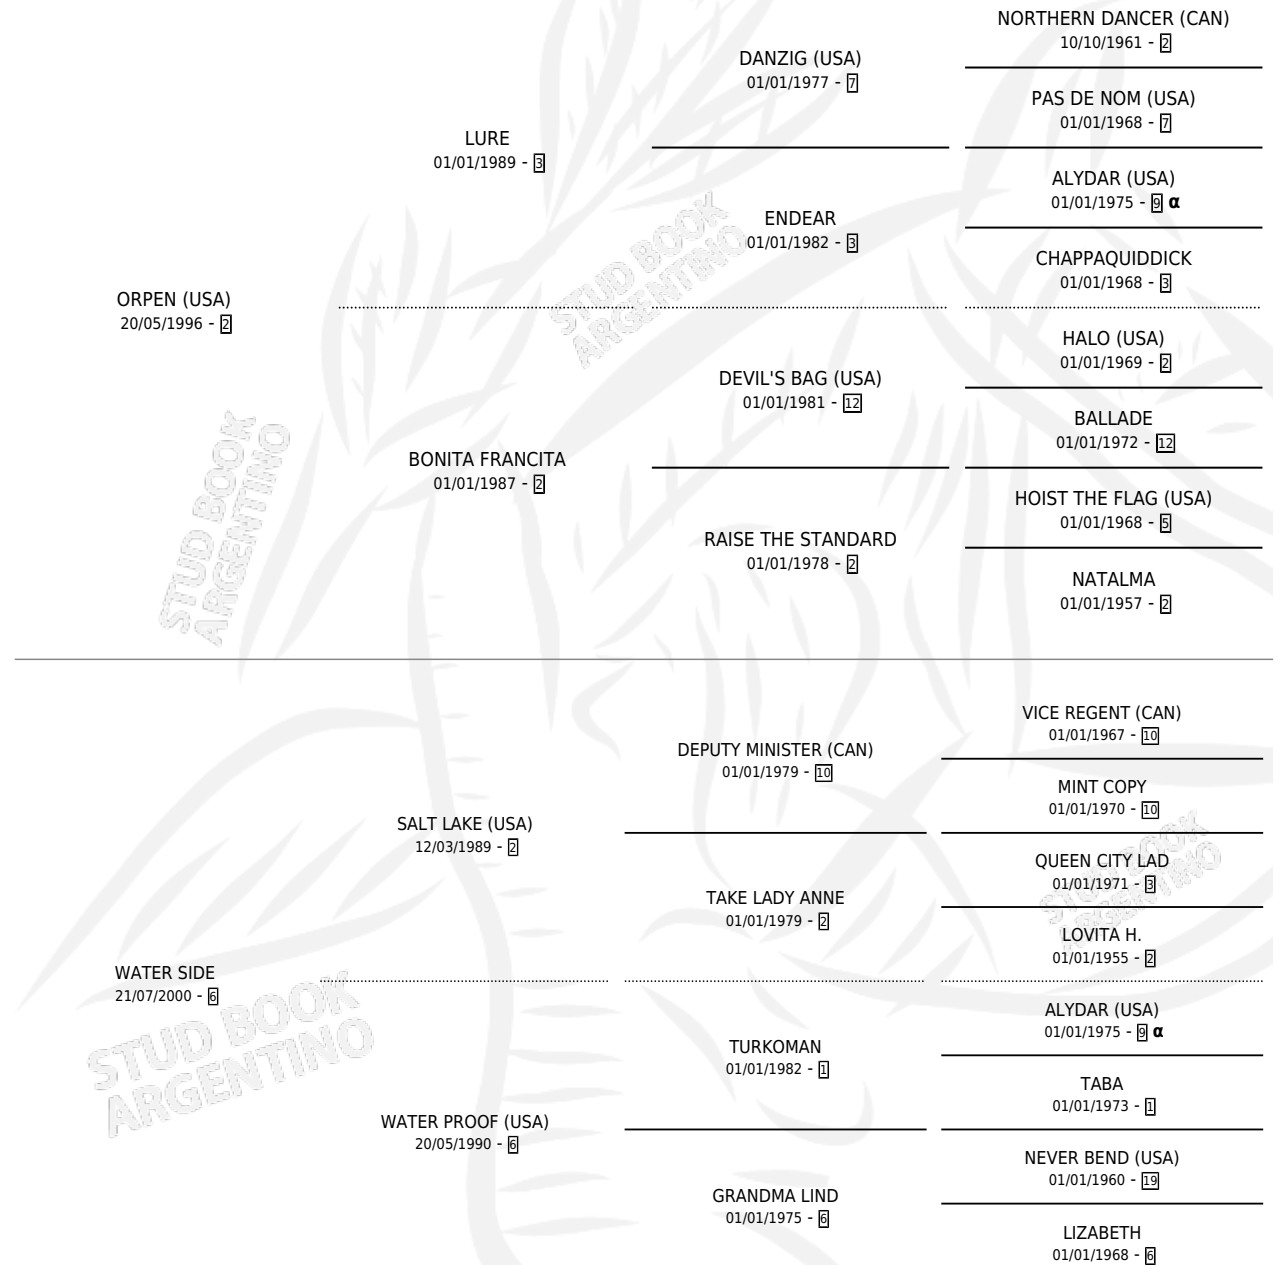 NORTHERN DANCER (CAN)
10/10/1961 - 2
DANZIG (USA)
01/01/1977 - 7
PAS DE NOM (USA)
01/01/1968 - 7
LURE
01/01/1989 - 3
ALYDAR (USA)
01/01/1975 - 9 α
ENDEAR
01/01/1982 - 3
CHAPPAQUIDDICK
01/01/1968 - 3
ORPEN (USA)
20/05/1996 - 2
HALO (USA)
01/01/1969 - 2
DEVIL'S BAG (USA)
01/01/1981 - 12
BALLADE
01/01/1972 - 12
BONITA FRANCITA
01/01/1987 - 2
HOIST THE FLAG (USA)
01/01/1968 - 5
RAISE THE STANDARD
01/01/1978 - 2
NATALMA
01/01/1957 - 2
STUD BOOK
ARGENTINO
STUD BOOK
ARGENTINO
VICE REGENT (CAN)
01/01/1967 - 10
DEPUTY MINISTER (CAN)
01/01/1979 - 10
MINT COPY
01/01/1970 - 10
SALT LAKE (USA)
12/03/1989 - 2
QUEEN CITY LAD
01/01/1971 - 3
TAKE LADY ANNE
01/01/1979 - 2
LOVITA H.
01/01/1955 - 2
WATER SIDE
21/07/2000 - 6
ALYDAR (USA)
01/01/1975 - 9 α
TURKOMAN
01/01/1982 - 1
TABA
01/01/1973 - 1
WATER PROOF (USA)
20/05/1990 - 6
NEVER BEND (USA)
01/01/1960 - 19
GRANDMA LIND
01/01/1975 - 6
LIZABETH
01/01/1968 - 6
STUD BOOK
ARGENTINO
STUD BOOK
ARGENTINO